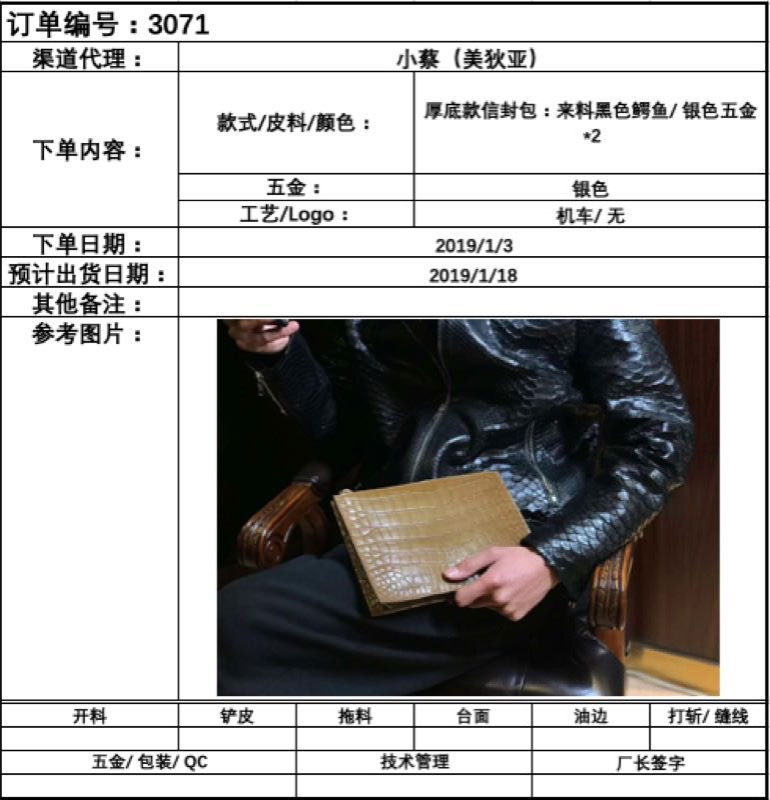 订单编号：3071
渠道代理：
小蔡（美狄亚）
下单内容：
款式/皮料/颜色：
厚底款信封包：来料黑色鳄鱼/ 银色五金
*2
五金：
银色
工艺/Logo：
机车/ 无
下单日期：
2019/1/3
预计出货日期：
2019/1/18
其他备注：
参考图片：
开料
铲皮
拖料
台面
油边
打斩/ 缝线
五金/ 包装/ QC
技术管理
厂长签字